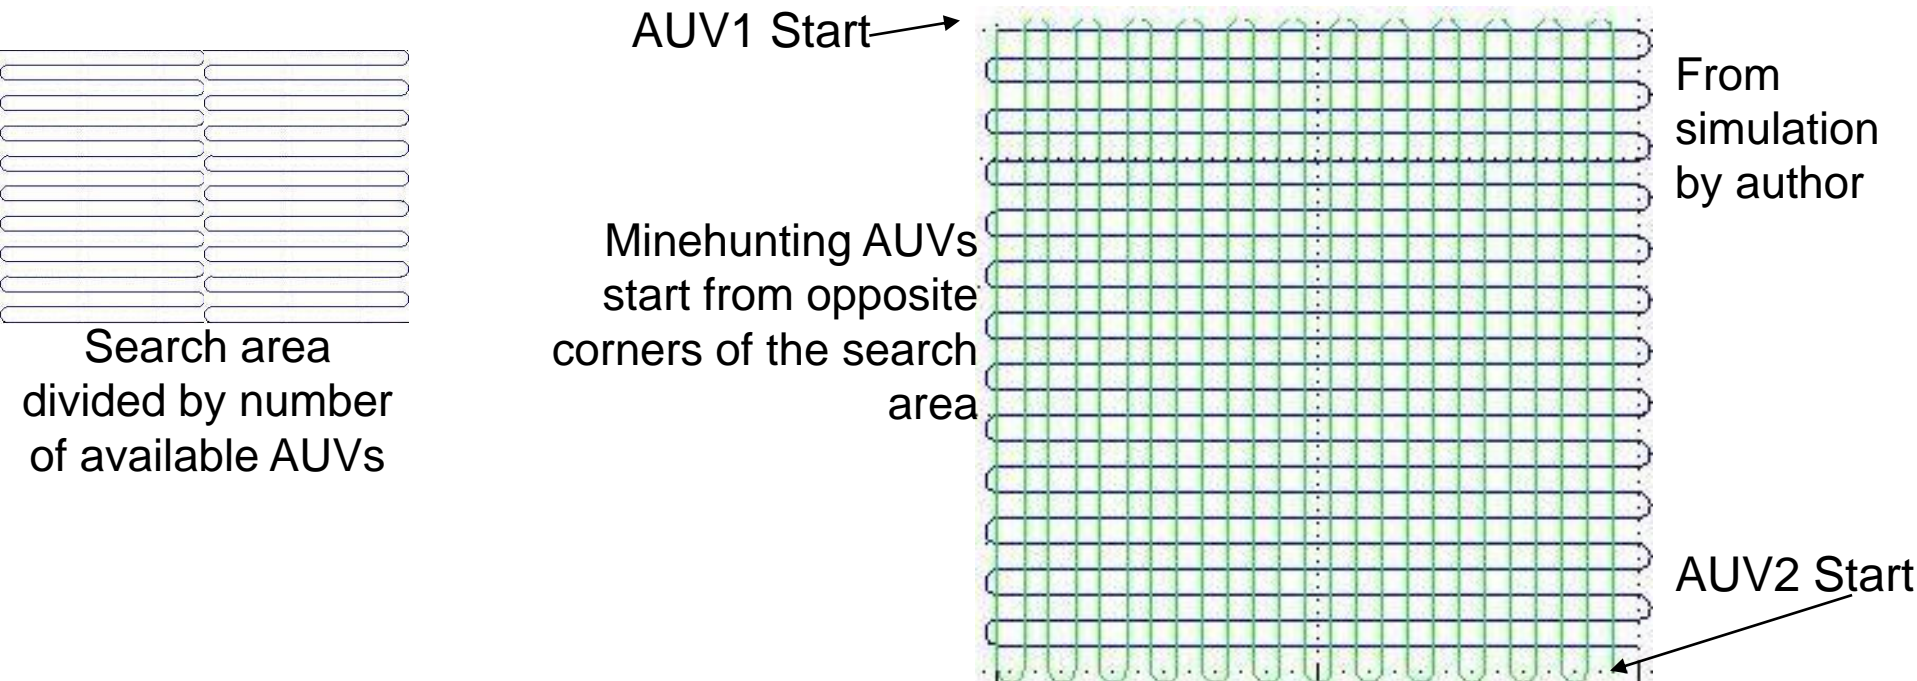 Search area
divided by number
of available AUVs
AUV1 Start
Minehunting AUVs
start from opposite
corners of the search
area
From
simulation
by author
AUV2 Start